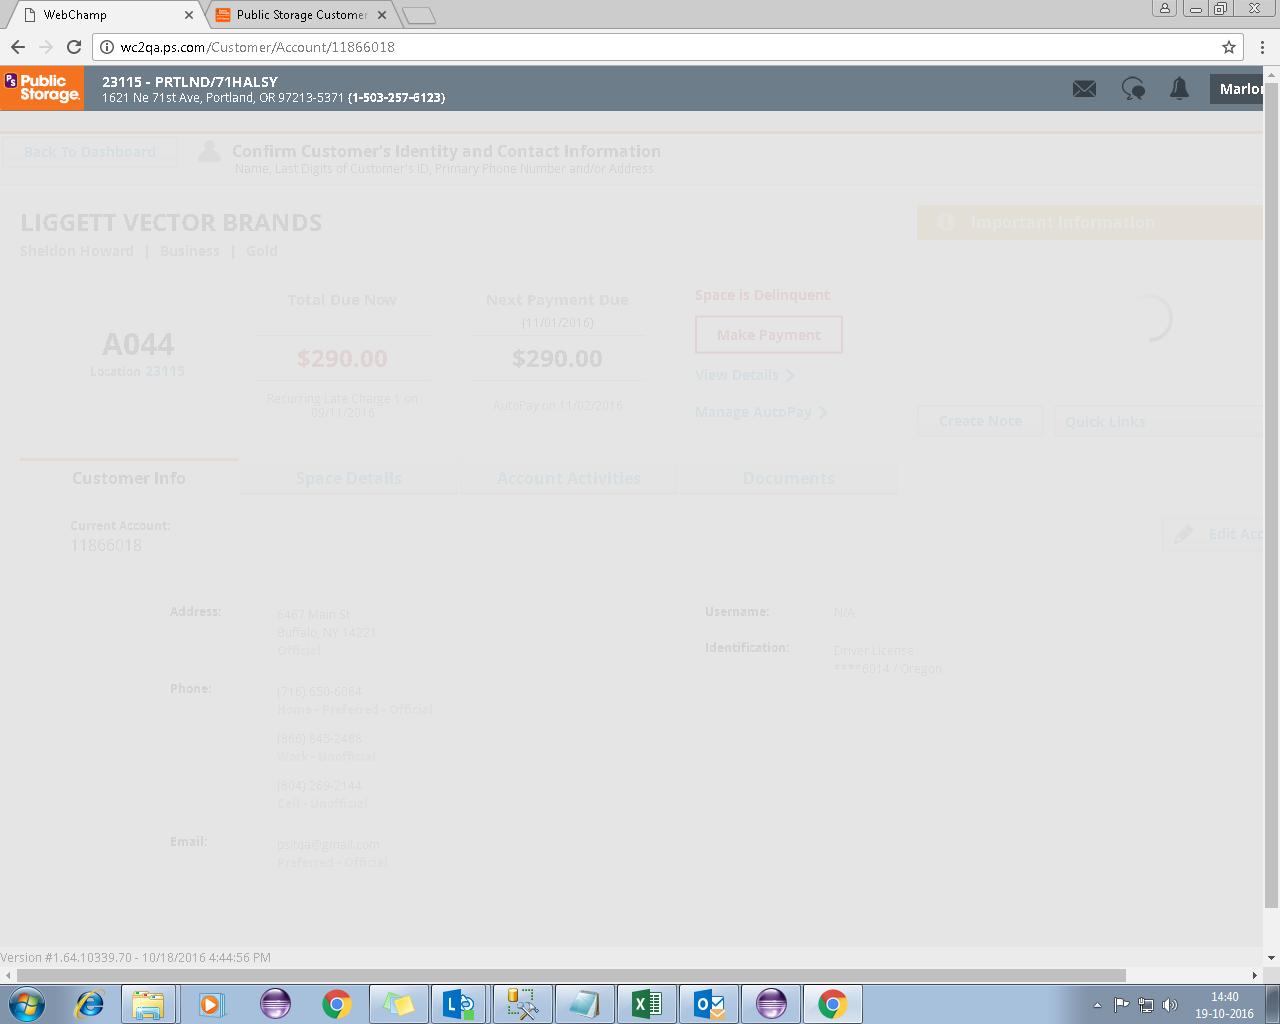 WebChamp
Public Storage Customer
wc2qa.ps.com/Customer/Account/11866018
PS Public Storage.
23115 - PRTLND/71HALSY
1621 Ne 71st Ave, Portland, OR 97213-5371 (1-503-257-6123)
Marlo
Back To Dashboard
Confirm Customer's Identity and Contact Information
Name, Last Digits of Customer's ID, Primary Phone Number and/or Address
LIGGETT VECTOR BRANDS
Sheldon Howard | Business | Gold
Important Information
A044
Location 23115
Total Due Now
$290.00
Recurring Late Charge 1 on
09/11/2016
Next Payment Due
(11/01/2016)
$290.00
AutoPay on 11/02/2016
Space is Delinquent
Make Payment
View Details
Manage AutoPay
Create Note
Quick Links
Customer Info
Space Details
Account Activities
Documents
Current Account:
11866018
Edit Acc
Address:
6467 Main St
Buffalo, NY 14221
Official
Phone:
(716) 650-6084
Home - Preferred - Official
(866) 845-2488
Work - Unofficial
(804) 269-2144
Cell - Unofficial
Email:
psitqa@gmail.com
Preferred - Official
Username:
N/A
Identification:
Driver License
****6014 / Oregon
Version #1.64.10339.70 - 10/18/2016 4:44:56 PM
14:40
19-10-2016